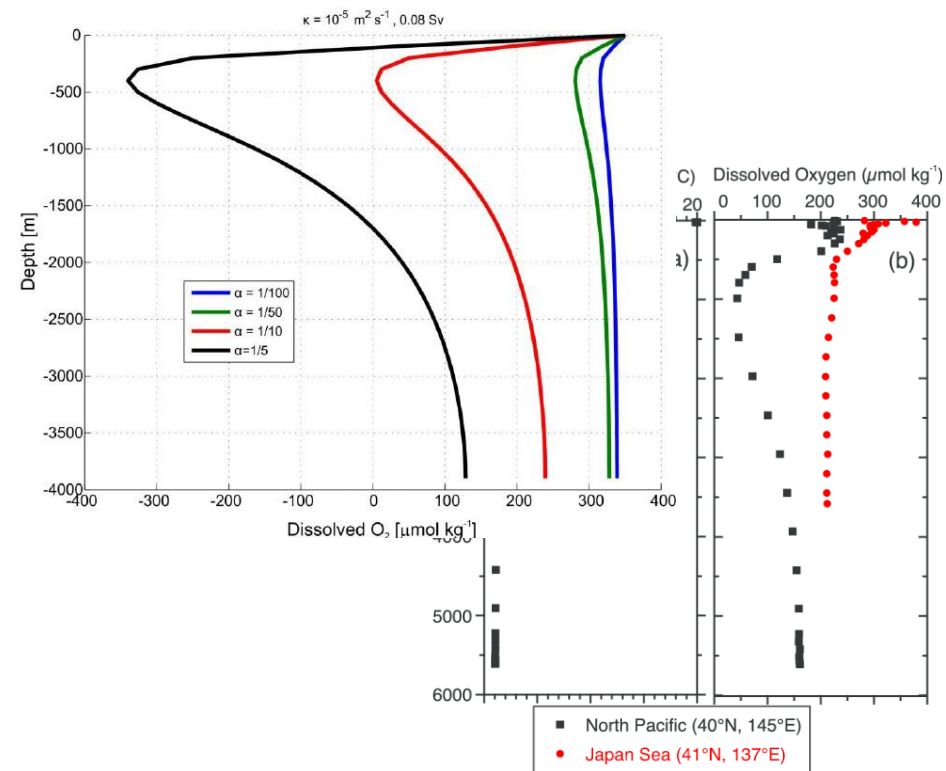 κ = 10⁻⁵ m² s⁻¹ , 0.08 Sv
0
-500
-1000
-1500
-2000
-2500
-3000
-3500
-4000
Depth [m]
α = 1/100
α = 1/50
α = 1/10
α=1/5
-400 -300 -200 -100 0 100 200 300 400
Dissolved O₂ [µmol kg⁻¹]
C) Dissolved Oxygen (µmol kg⁻¹)
20 0 100 200 300 400
(b)
5000
6000
North Pacific (40°N, 145°E)
Japan Sea (41°N, 137°E)